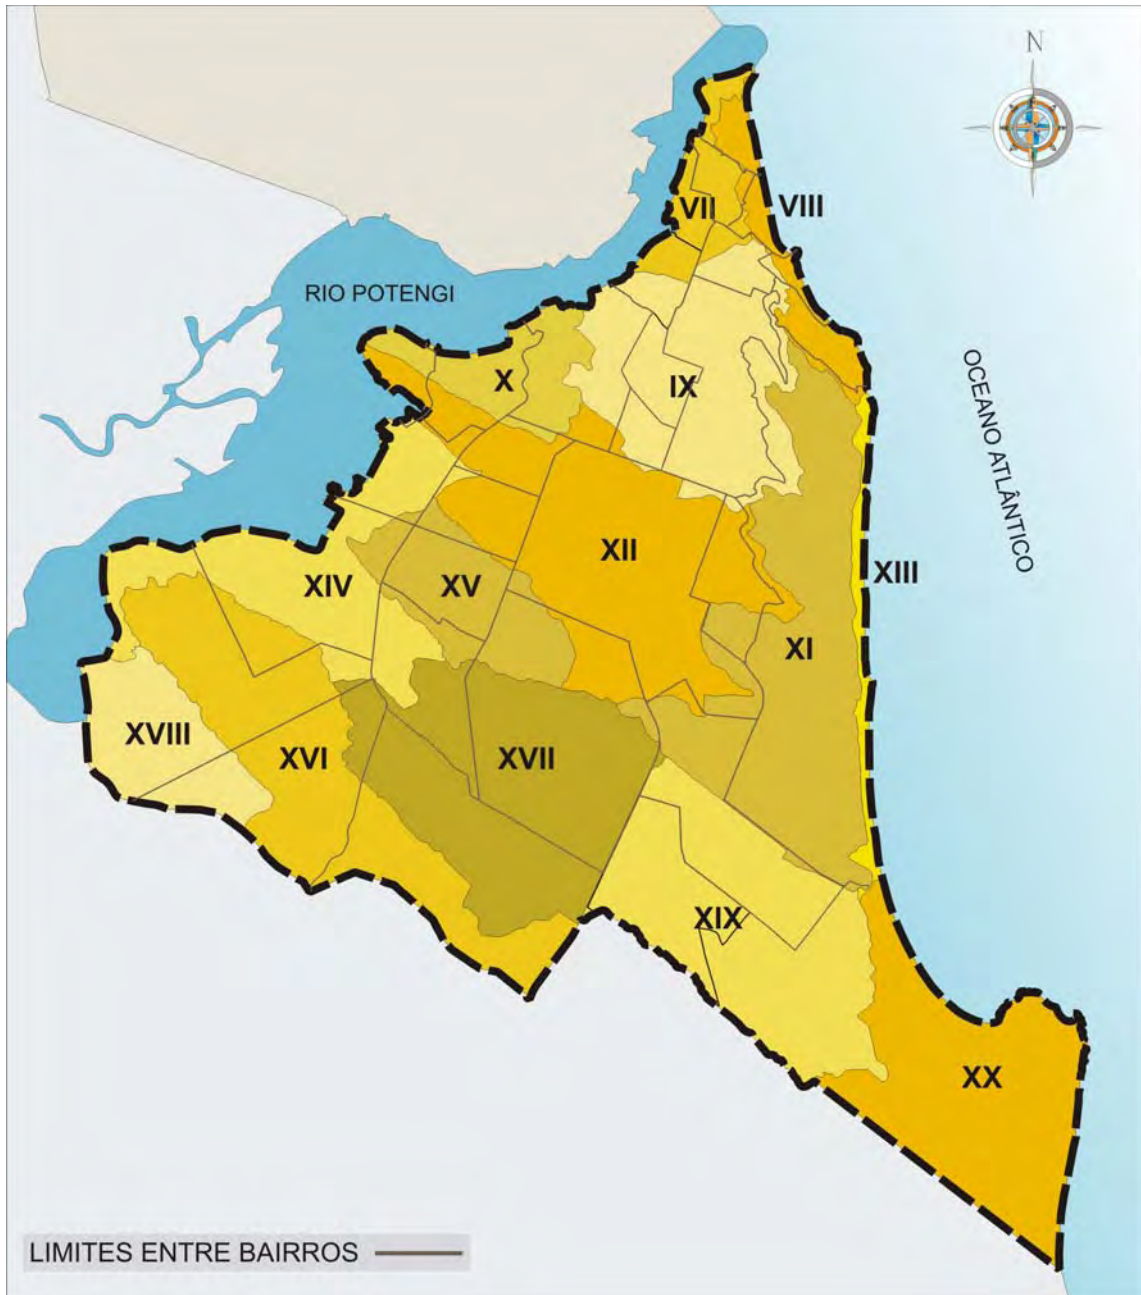 N
VII
VIII
RIO POTENGI
X
IX
OCEANO ATLÂNTICO
XII
XIII
XIV
XV
XI
XVIII
XVI
XVII
XIX
XX
LIMITES ENTRE BAIRROS